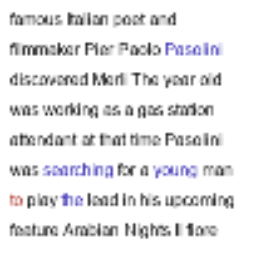 famous Italian poet and
filmmaker Pier Paolo Pasolini
discovered Merli The year old
was working as a gas station
attendant at that time Pasolini
was searching for a young man
to play the lead in his upcoming
feature Arabian Nights Il fiore